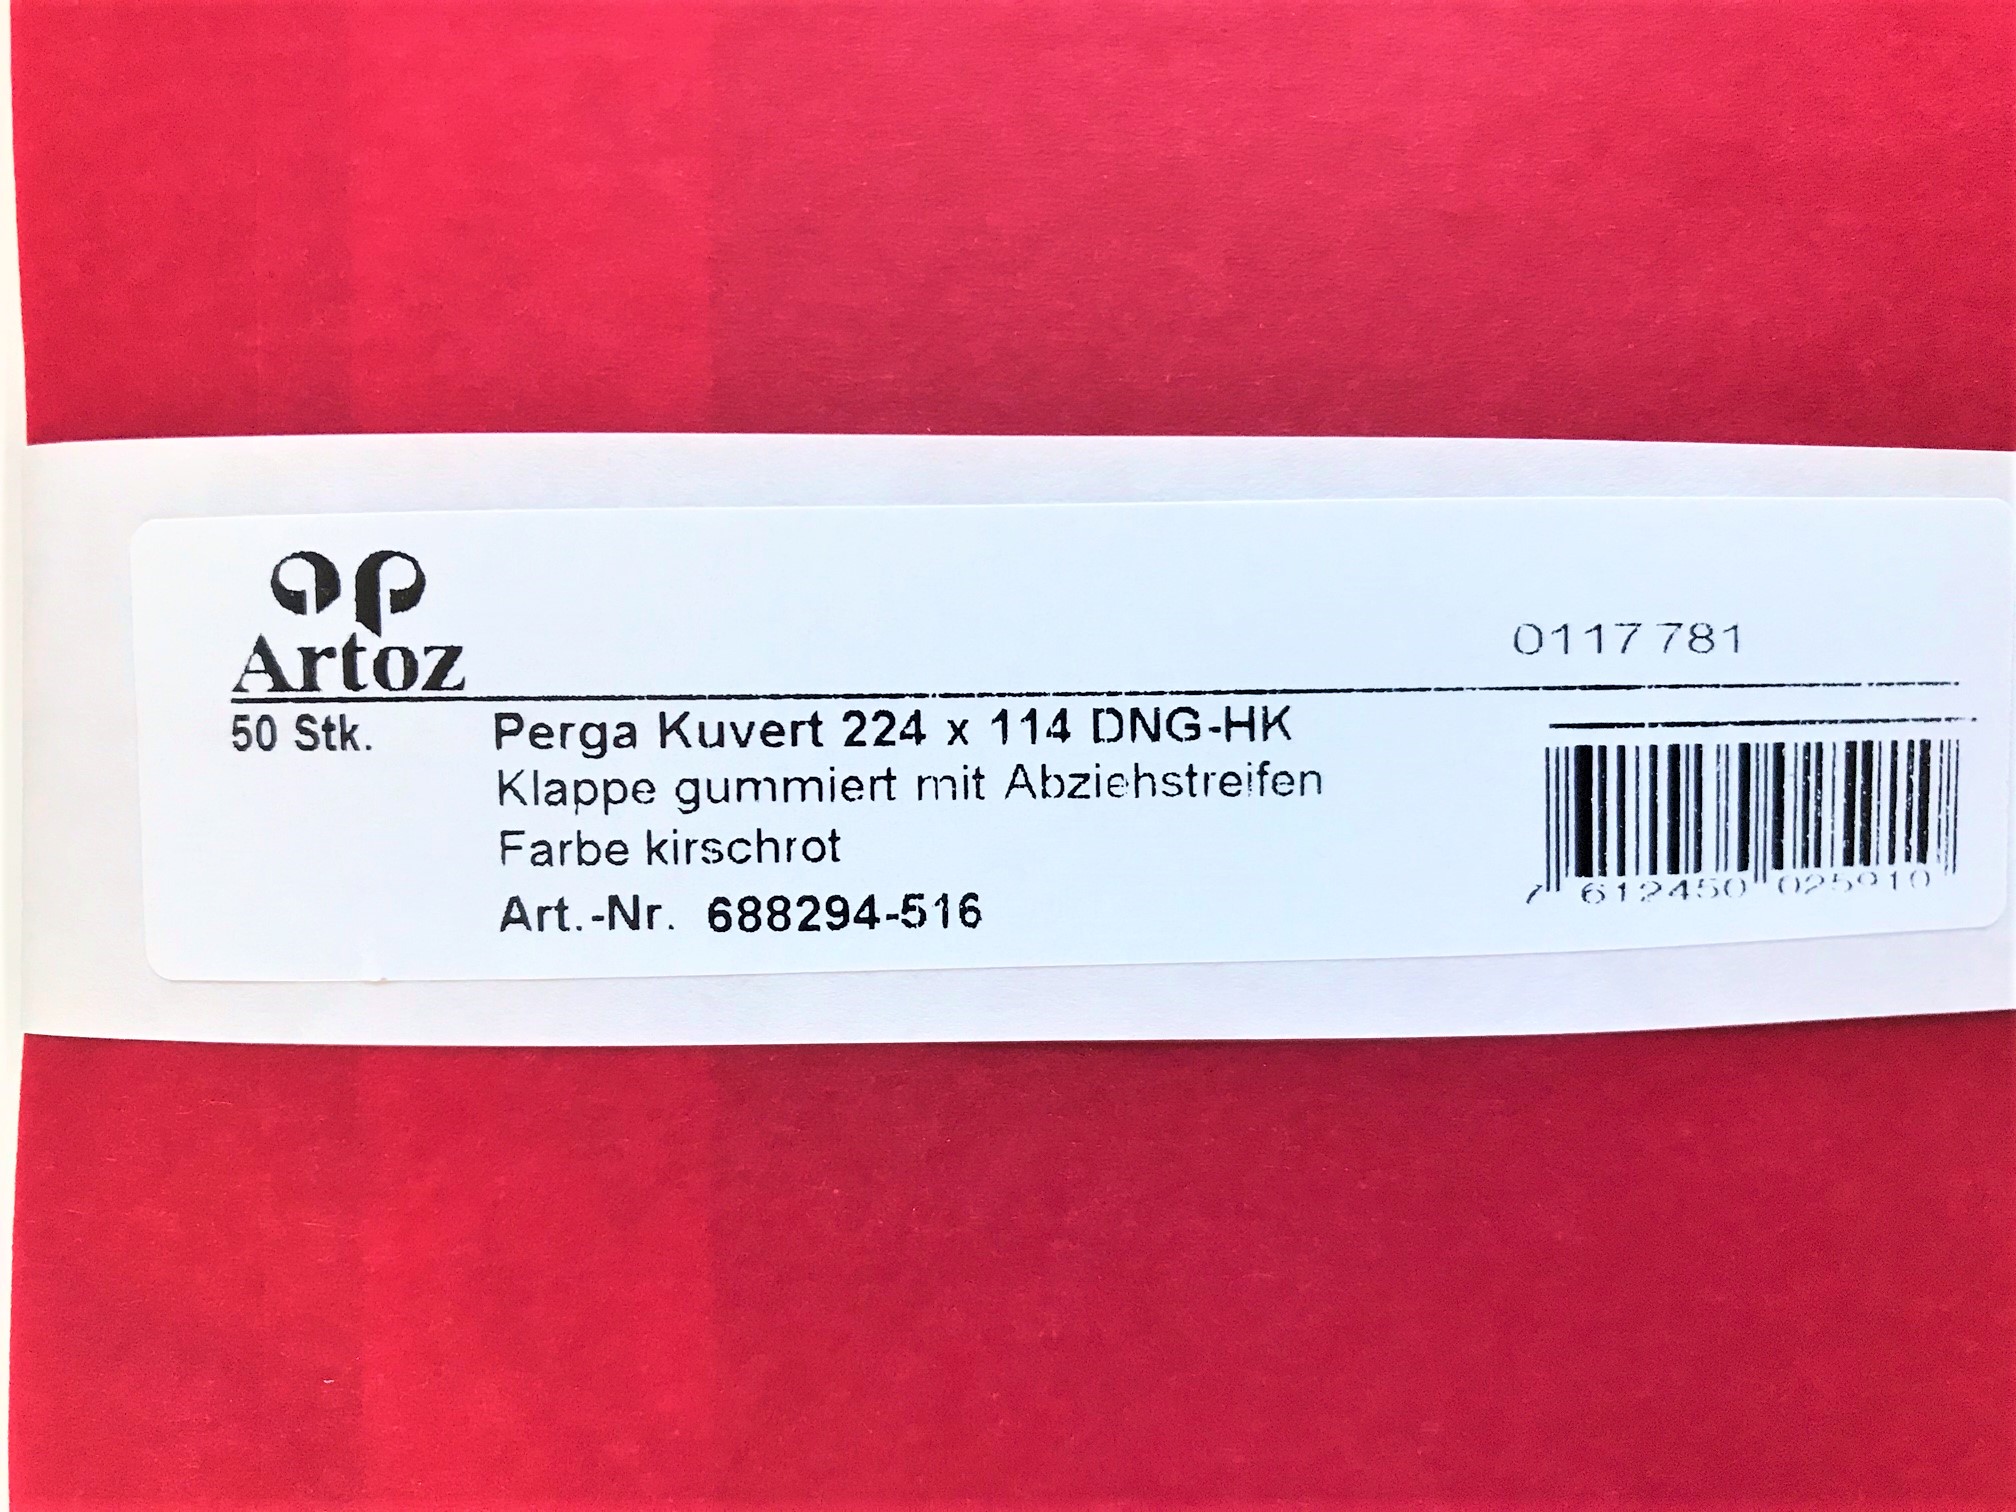 Artoz
0117 781
50 Stk. Perga Kuvert 224 x 114 DNG-HK
Klappe gummiert mit Abziehstreifen
Farbe kirschrot
Art.-Nr. 688294-516
7 612450 025910